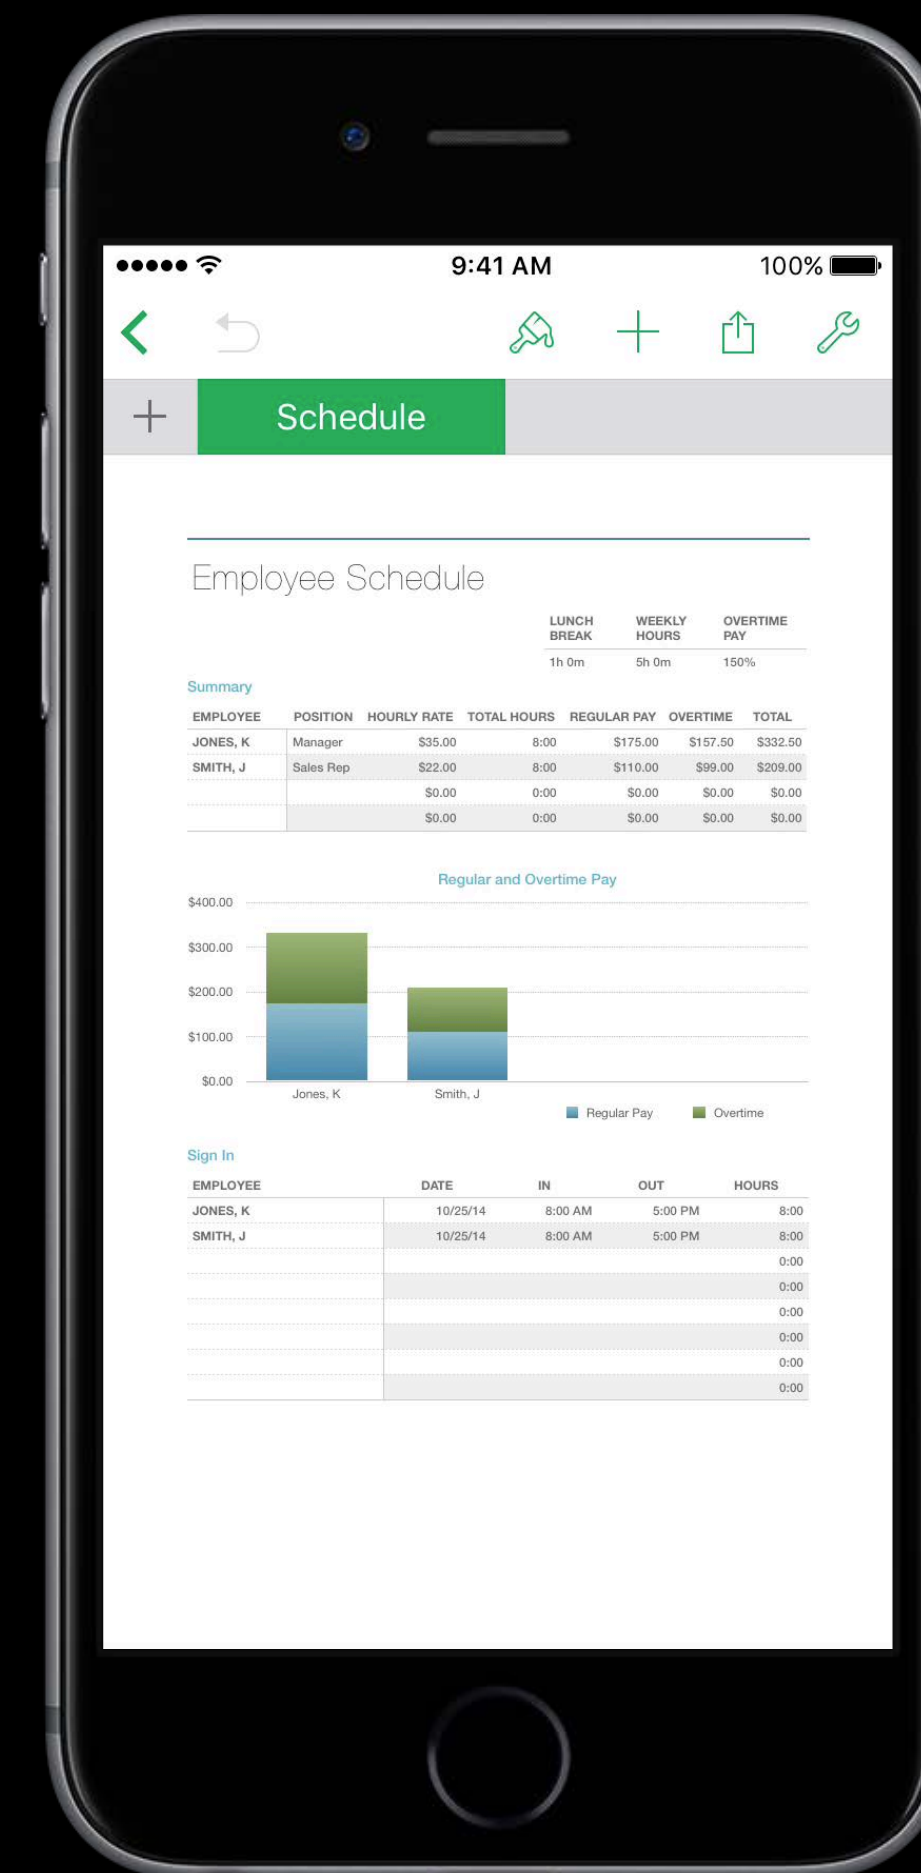 9:41 AM 100%
+ Schedule
Employee Schedule
LUNCH BREAK WEEKLY HOURS OVERTIME PAY
1h 0m 5h 0m 150%
Summary
EMPLOYEE POSITION HOURLY RATE TOTAL HOURS REGULAR PAY OVERTIME TOTAL
JONES, K Manager $35.00 8:00 $175.00 $157.50 $332.50
SMITH, J Sales Rep $22.00 8:00 $110.00 $99.00 $209.00
$0.00 0:00 $0.00 $0.00 $0.00
$0.00 0:00 $0.00 $0.00 $0.00
Regular and Overtime Pay
$400.00
$300.00
$200.00
$100.00
$0.00
Jones, K Smith, J
Regular Pay Overtime
Sign In
EMPLOYEE DATE IN OUT HOURS
JONES, K 10/25/14 8:00 AM 5:00 PM 8:00
SMITH, J 10/25/14 8:00 AM 5:00 PM 8:00
0:00
0:00
0:00
0:00
0:00
0:00